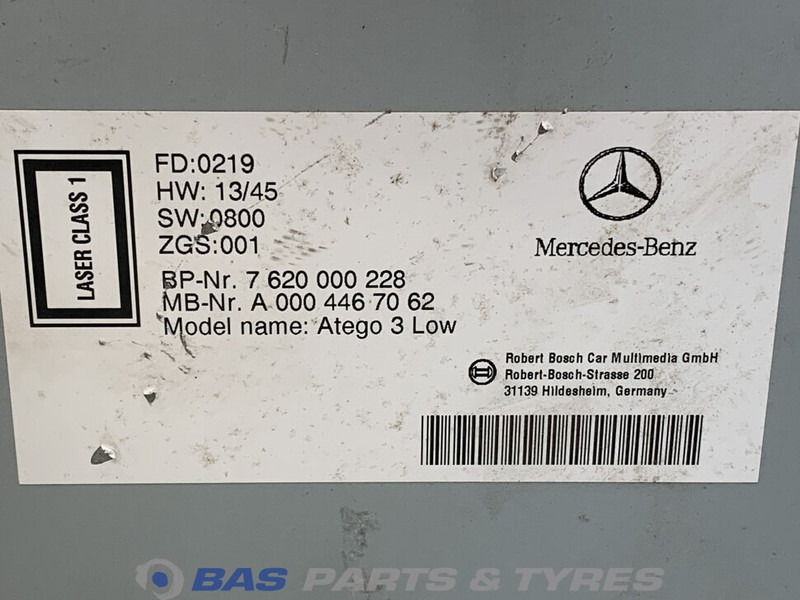 LASER CLASS 1
FD:0219
HW: 13/45
SW:0800
ZGS:001
BP-Nr. 7 620 000 228
MB-Nr. A 000 446 70 62
Model name: Atego 3 Low
Mercedes-Benz
Robert Bosch Car Multimedia GmbH
Robert-Bosch-Strasse 200
31139 Hildesheim, Germany
BAS PARTS & TYRES